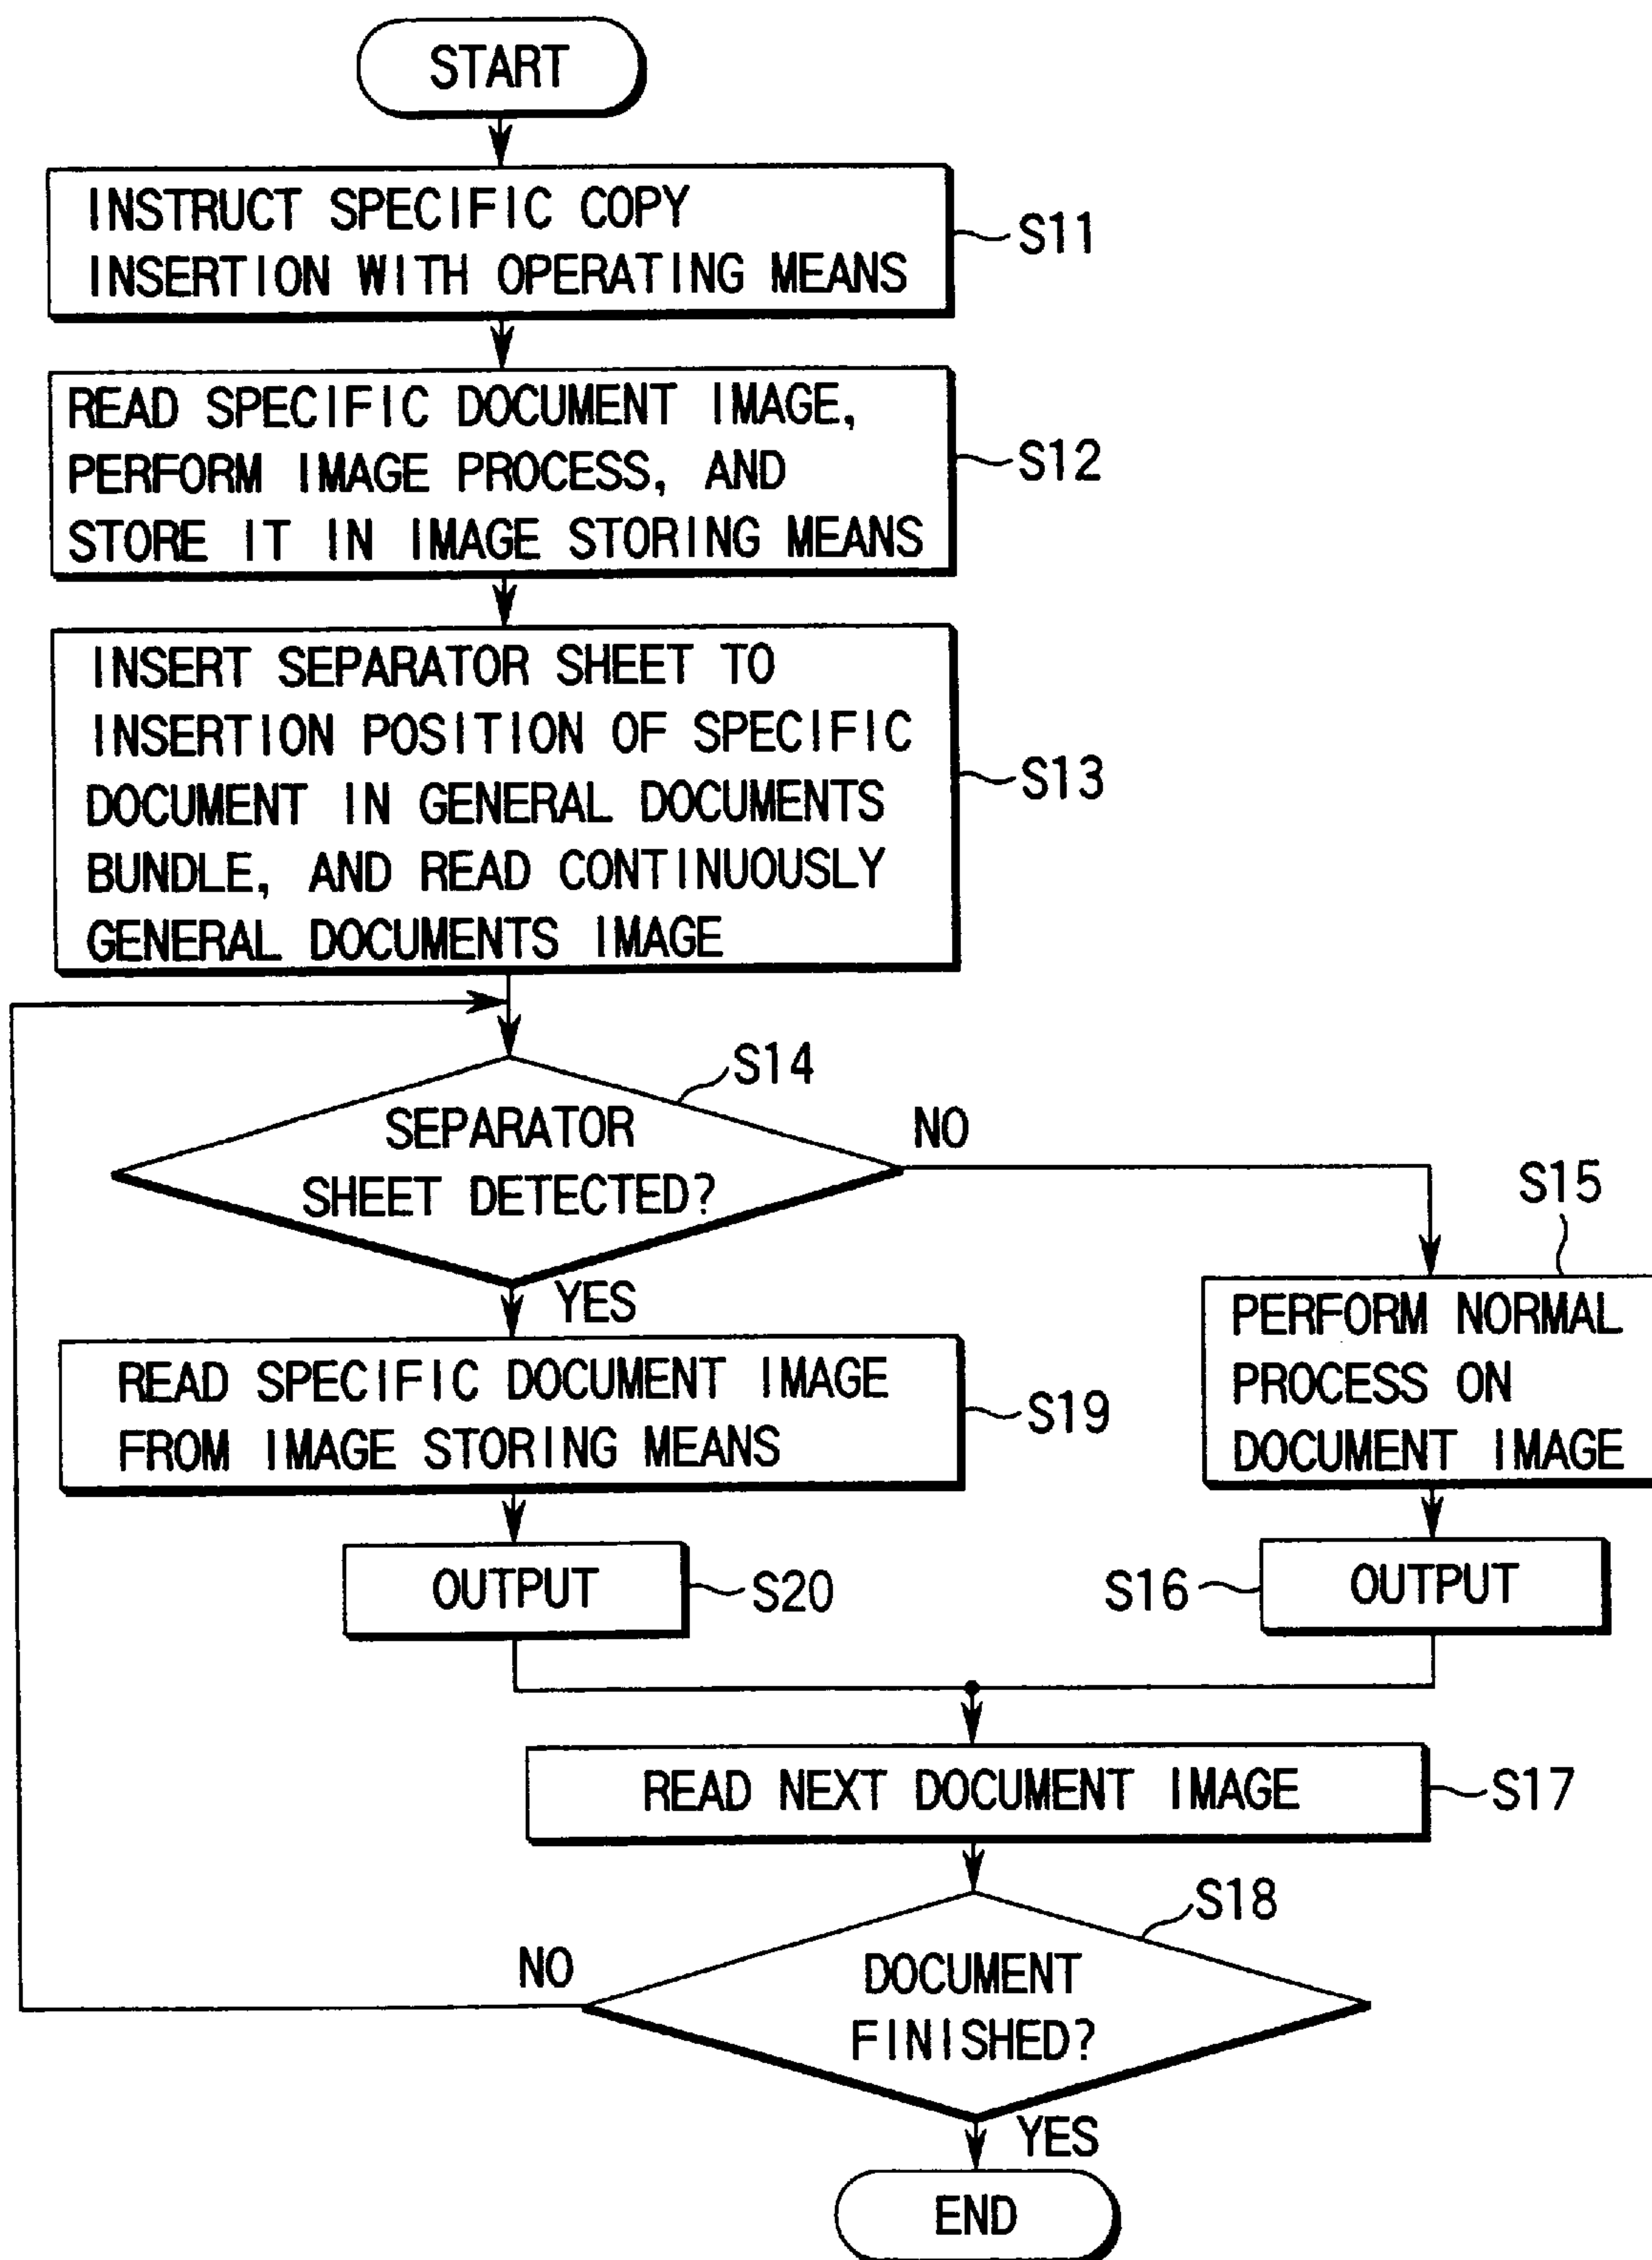 START
INSTRUCT SPECIFIC COPY
INSERTION WITH OPERATING MEANS
S11
READ SPECIFIC DOCUMENT IMAGE,
PERFORM IMAGE PROCESS, AND
STORE IT IN IMAGE STORING MEANS
S12
INSERT SEPARATOR SHEET TO
INSERTION POSITION OF SPECIFIC
DOCUMENT IN GENERAL DOCUMENTS
BUNDLE, AND READ CONTINUOUSLY
GENERAL DOCUMENTS IMAGE
S13
S14
SEPARATOR
SHEET DETECTED?
NO
YES
S15
PERFORM NORMAL
PROCESS ON
DOCUMENT IMAGE
READ SPECIFIC DOCUMENT IMAGE
FROM IMAGE STORING MEANS
S19
OUTPUT
S20
S16
OUTPUT
READ NEXT DOCUMENT IMAGE
S17
S18
DOCUMENT
FINISHED?
NO
YES
END